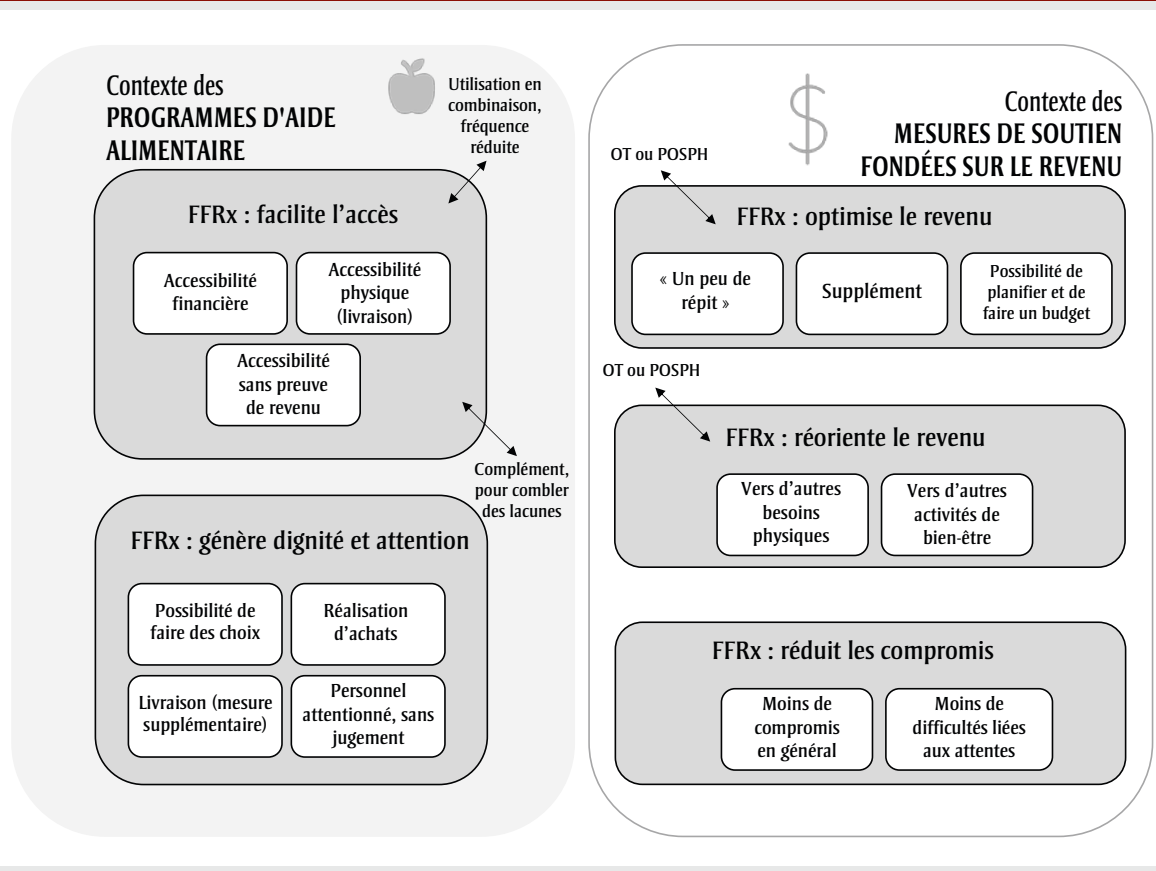 Contexte des
PROGRAMMES D'AIDE
ALIMENTAIRE
Utilisation en
combinaison,
fréquence
réduite
FFRx : facilite l’accès
Accessibilité
financière
Accessibilité
physique
(livraison)
Accessibilité
sans preuve
de revenu
Complément,
pour combler
des lacunes
FFRx : génère dignité et attention
Possibilité de
faire des choix
Réalisation
d’achats
Livraison (mesure
supplémentaire)
Personnel
attentionné, sans
jugement
$
Contexte des
MESURES DE SOUTIEN
FONDÉES SUR LE REVENU
OT ou POSPH
FFRx : optimise le revenu
« Un peu de
répit »
Supplément
Possibilité de
planifier et de
faire un budget
OT ou POSPH
FFRx : réoriente le revenu
Vers d’autres
besoins
physiques
Vers d’autres
activités de
bien-être
FFRx : réduit les compromis
Moins de
compromis
en général
Moins de
difficultés liées
aux attentes